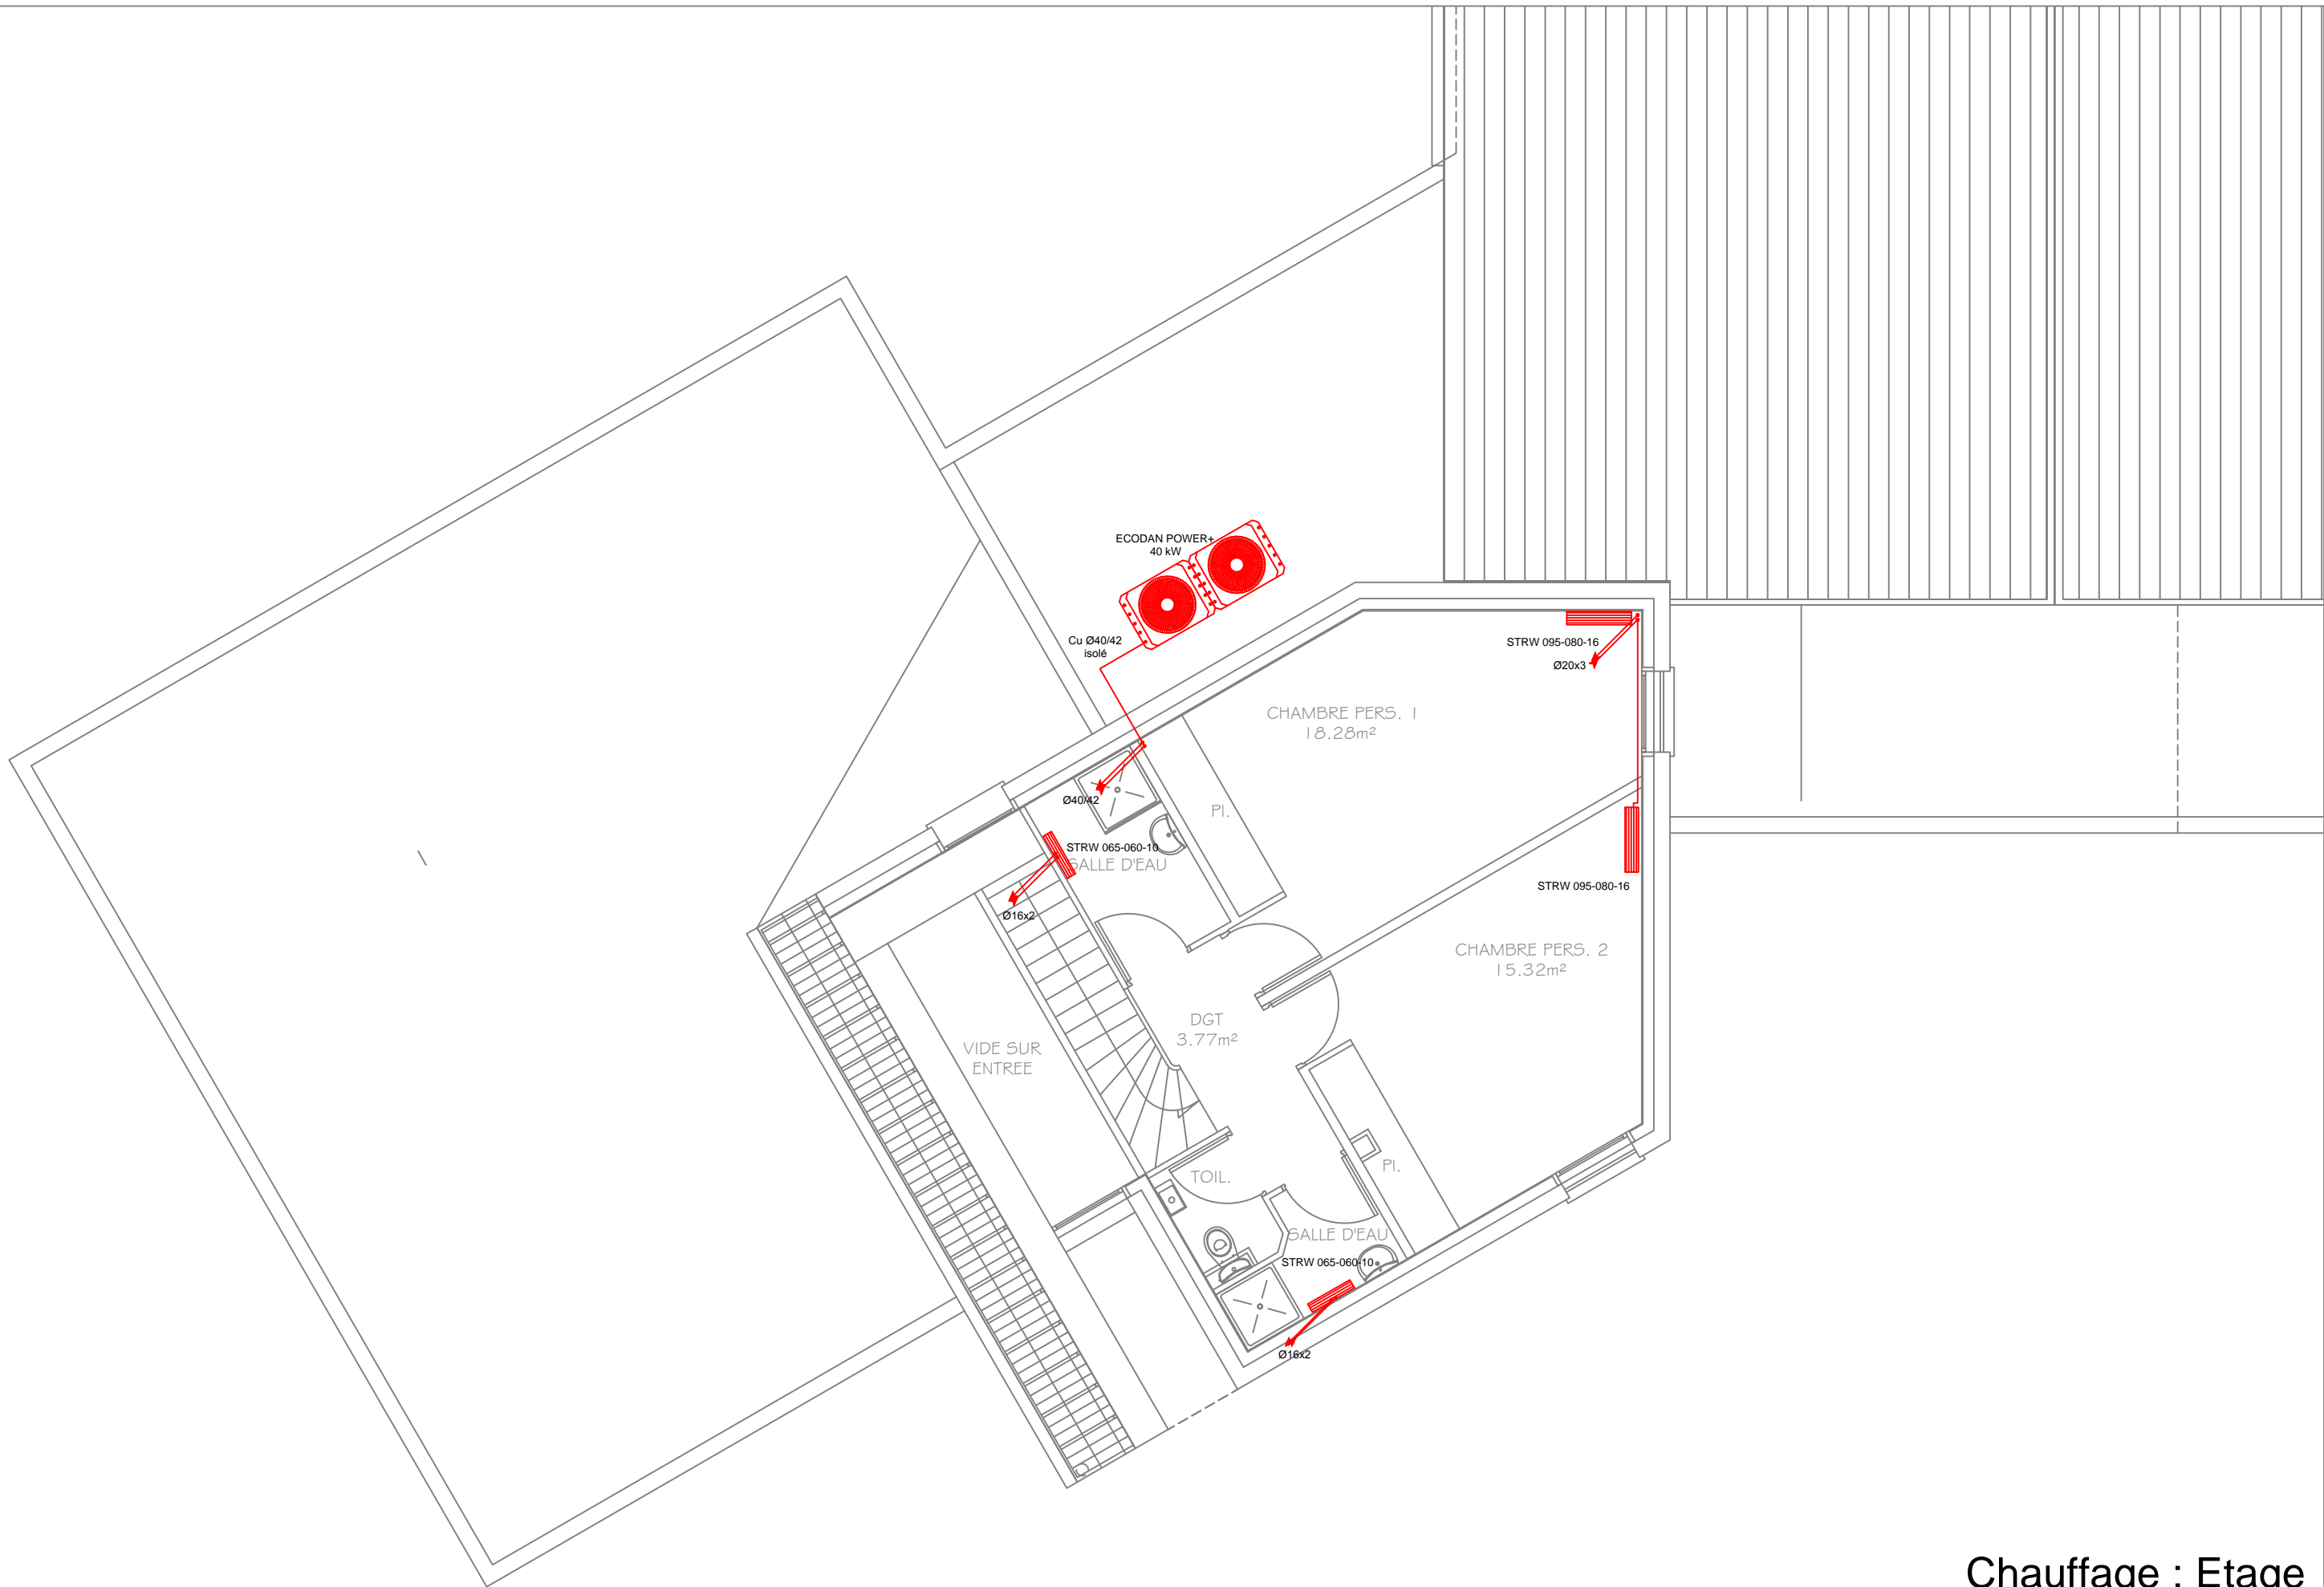 ECODAN POWER+
40 kW
Cu Ø40/42
isolé
STRW 095-080-16
Ø20x3
CHAMBRE PERS. 1
18.28m²
Ø40/42
PI.
STRW 065-060-10
SALLE D'EAU
STRW 095-080-16
Ø16x2
CHAMBRE PERS. 2
15.32m²
DGT
3.77m²
VIDE SUR
ENTREE
TOIL.
PI.
SALLE D'EAU
STRW 065-060-10
Ø16x2
Chauffage : Etage